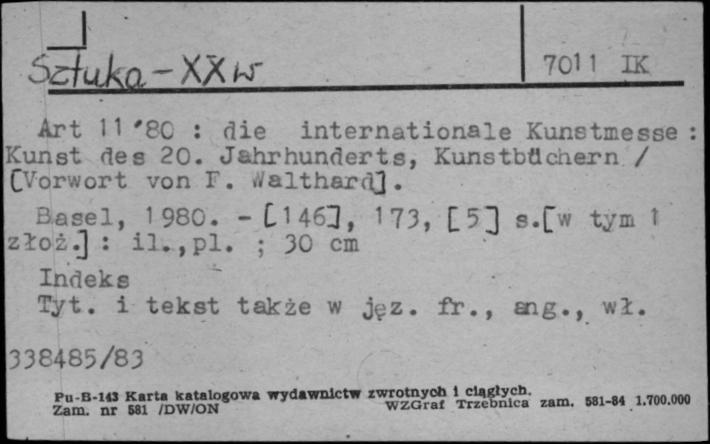 Sztuka - XX w
7011 IK
Art 11 '80 : die internationale Kunstmesse :
Kunst des 20. Jahrhunderts, Kunstbüchern /
[Vorwort von F. Walthard].
Basel, 1980. - [146], 173, [5] s.[w tym 1
złoż.] : il.,pl. ; 30 cm
Indeks
Tyt. i tekst także w jęz. fr., ang., wł.
338485/83
Pu-B-143 Karta katalogowa wydawnictw zwrotnych i ciągłych.
Zam. nr 581 /DW/ON WZGraf Trzebnica zam. 581-84 1.700.000